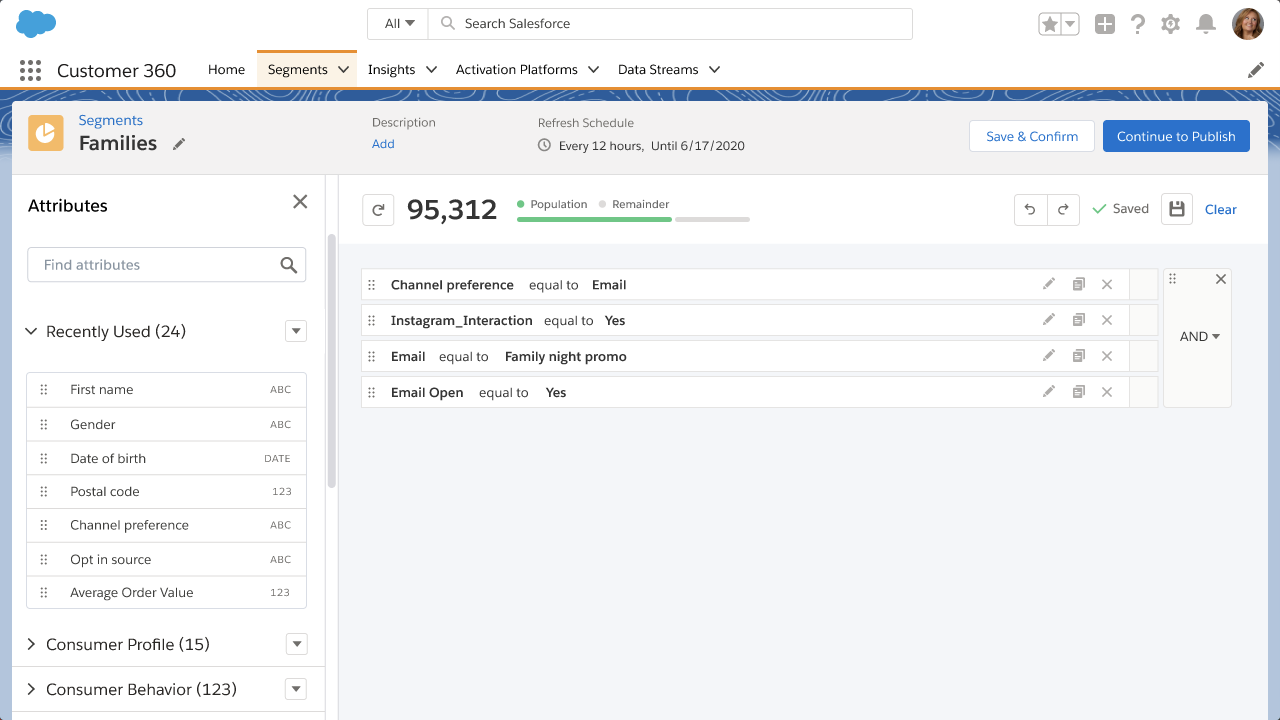 All
Search Salesforce
Customer 360
Home
Segments
Insights
Activation Platforms
Data Streams
Segments
Families
Description
Add
Refresh Schedule
Every 12 hours, Until 6/17/2020
Save & Confirm
Continue to Publish
Attributes
Find attributes
Recently Used (24)
First name ABC
Gender ABC
Date of birth DATE
Postal code 123
Channel preference ABC
Opt in source ABC
Average Order Value 123
Consumer Profile (15)
Consumer Behavior (123)
95,312
Population
Remainder
Saved
Clear
Channel preference equal to Email
Instagram_Interaction equal to Yes
Email equal to Family night promo
Email Open equal to Yes
AND